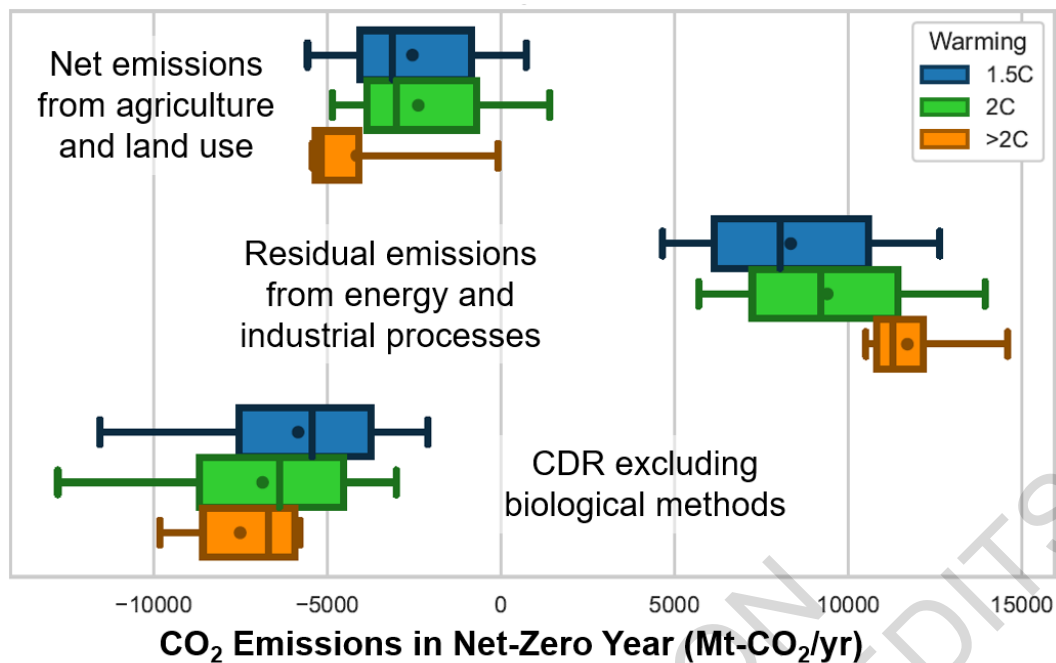 Net emissions
from agriculture
and land use
Warming
1.5C
2C
>2C
Residual emissions
from energy and
industrial processes
CDR excluding
biological methods
−10000
−5000
0
5000
10000
15000
CO₂ Emissions in Net-Zero Year (Mt-CO₂/yr)
EDITS